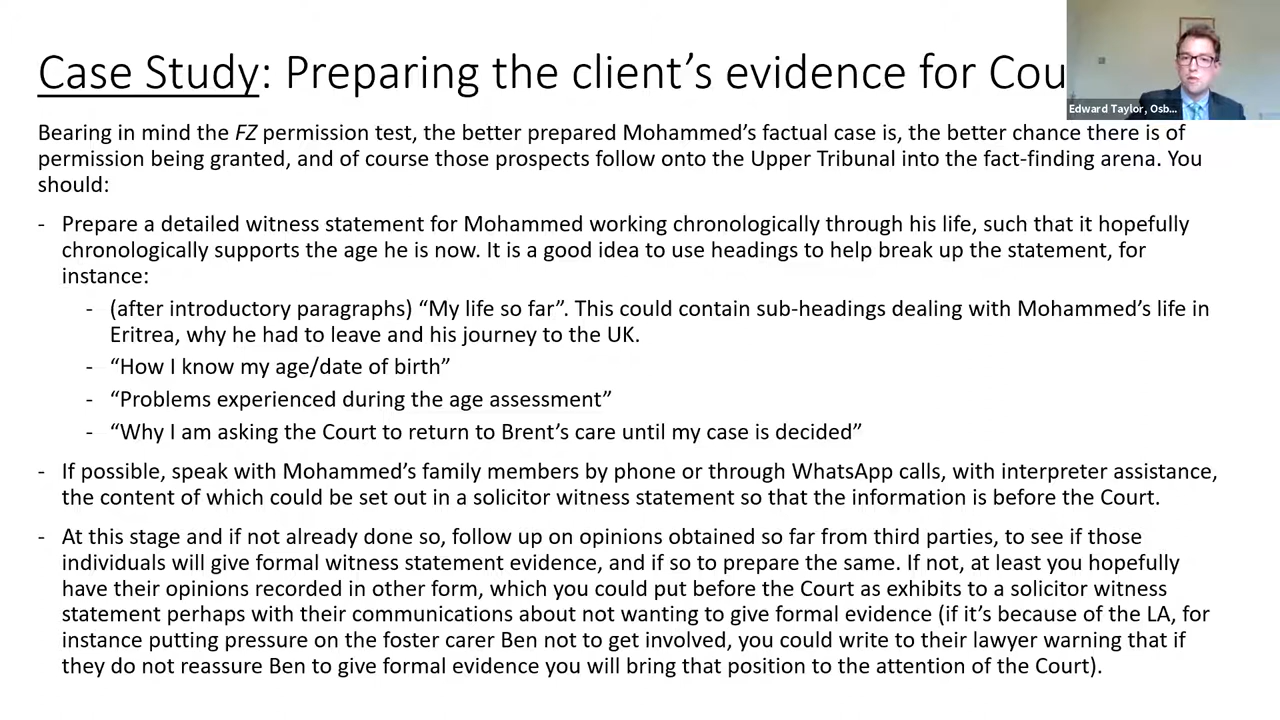 Case Study: Preparing the client’s evidence for Cou
Edward Taylor, Osb...
Bearing in mind the FZ permission test, the better prepared Mohammed’s factual case is, the better chance there is of
permission being granted, and of course those prospects follow onto the Upper Tribunal into the fact-finding arena. You
should:
- Prepare a detailed witness statement for Mohammed working chronologically through his life, such that it hopefully
chronologically supports the age he is now. It is a good idea to use headings to help break up the statement, for
instance:
- (after introductory paragraphs) “My life so far”. This could contain sub-headings dealing with Mohammed’s life in
Eritrea, why he had to leave and his journey to the UK.
- “How I know my age/date of birth”
- “Problems experienced during the age assessment”
- “Why I am asking the Court to return to Brent’s care until my case is decided”
- If possible, speak with Mohammed’s family members by phone or through WhatsApp calls, with interpreter assistance,
the content of which could be set out in a solicitor witness statement so that the information is before the Court.
- At this stage and if not already done so, follow up on opinions obtained so far from third parties, to see if those
individuals will give formal witness statement evidence, and if so to prepare the same. If not, at least you hopefully
have their opinions recorded in other form, which you could put before the Court as exhibits to a solicitor witness
statement perhaps with their communications about not wanting to give formal evidence (if it’s because of the LA, for
instance putting pressure on the foster carer Ben not to get involved, you could write to their lawyer warning that if
they do not reassure Ben to give formal evidence you will bring that position to the attention of the Court).